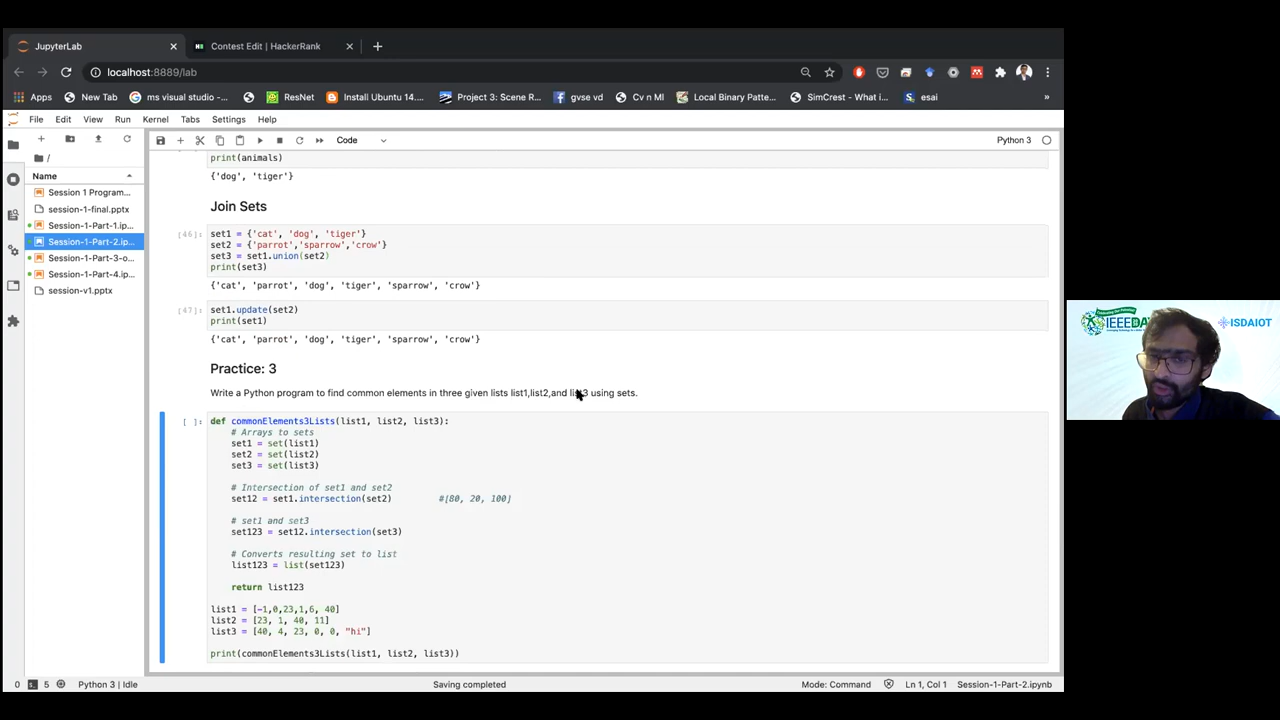 JupyterLab
Contest Edit | HackerRank
localhost:8889/lab
Apps New Tab ms visual studio -... ResNet Install Ubuntu 14.... Project 3: Scene R... gvse vd Cv n Ml Local Binary Patte... SimCrest - What i... esai »
File Edit View Run Kernel Tabs Settings Help
Code
Python 3
/
Name
Session 1 Program...
session-1-final.pptx
Session-1-Part-1.ip...
Session-1-Part-2.ip...
Session-1-Part-3-o...
Session-1-Part-4.ip...
session-v1.pptx
print(animals)
{'dog', 'tiger'}
Join Sets
[46]: set1 = {'cat', 'dog', 'tiger'}
set2 = {'parrot','sparrow','crow'}
set3 = set1.union(set2)
print(set3)
{'cat', 'parrot', 'dog', 'tiger', 'sparrow', 'crow'}
[47]: set1.update(set2)
print(set1)
{'cat', 'parrot', 'dog', 'tiger', 'sparrow', 'crow'}
Practice: 3
Write a Python program to find common elements in three given lists list1,list2,and list3 using sets.
[ ]: def commonElements3Lists(list1, list2, list3):
# Arrays to sets
set1 = set(list1)
set2 = set(list2)
set3 = set(list3)
# Intersection of set1 and set2
set12 = set1.intersection(set2) #[80, 20, 100]
# set1 and set3
set123 = set12.intersection(set3)
# Converts resulting set to list
list123 = list(set123)
return list123
list1 = [-1,0,23,1,6, 40]
list2 = [23, 1, 40, 11]
list3 = [40, 4, 23, 0, 0, "hi"]
print(commonElements3Lists(list1, list2, list3))
0 5 Python 3 | Idle Saving completed Mode: Command Ln 1, Col 1 Session-1-Part-2.ipynb
IEEEDA
ISDAIOT